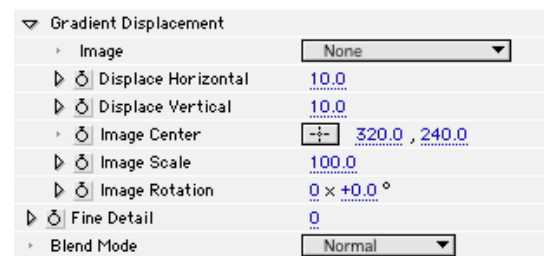 Gradient Displacement
Image None
Displace Horizontal 10.0
Displace Vertical 10.0
Image Center 320.0 , 240.0
Image Scale 100.0
Image Rotation 0 x +0.0 °
Fine Detail 0
Blend Mode Normal